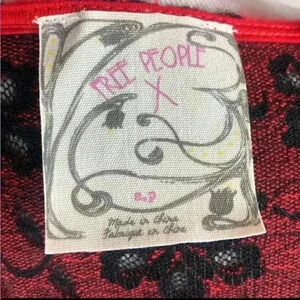 FREE PEOPLE
X
s.p
Made in China
Fabriqué en Chine